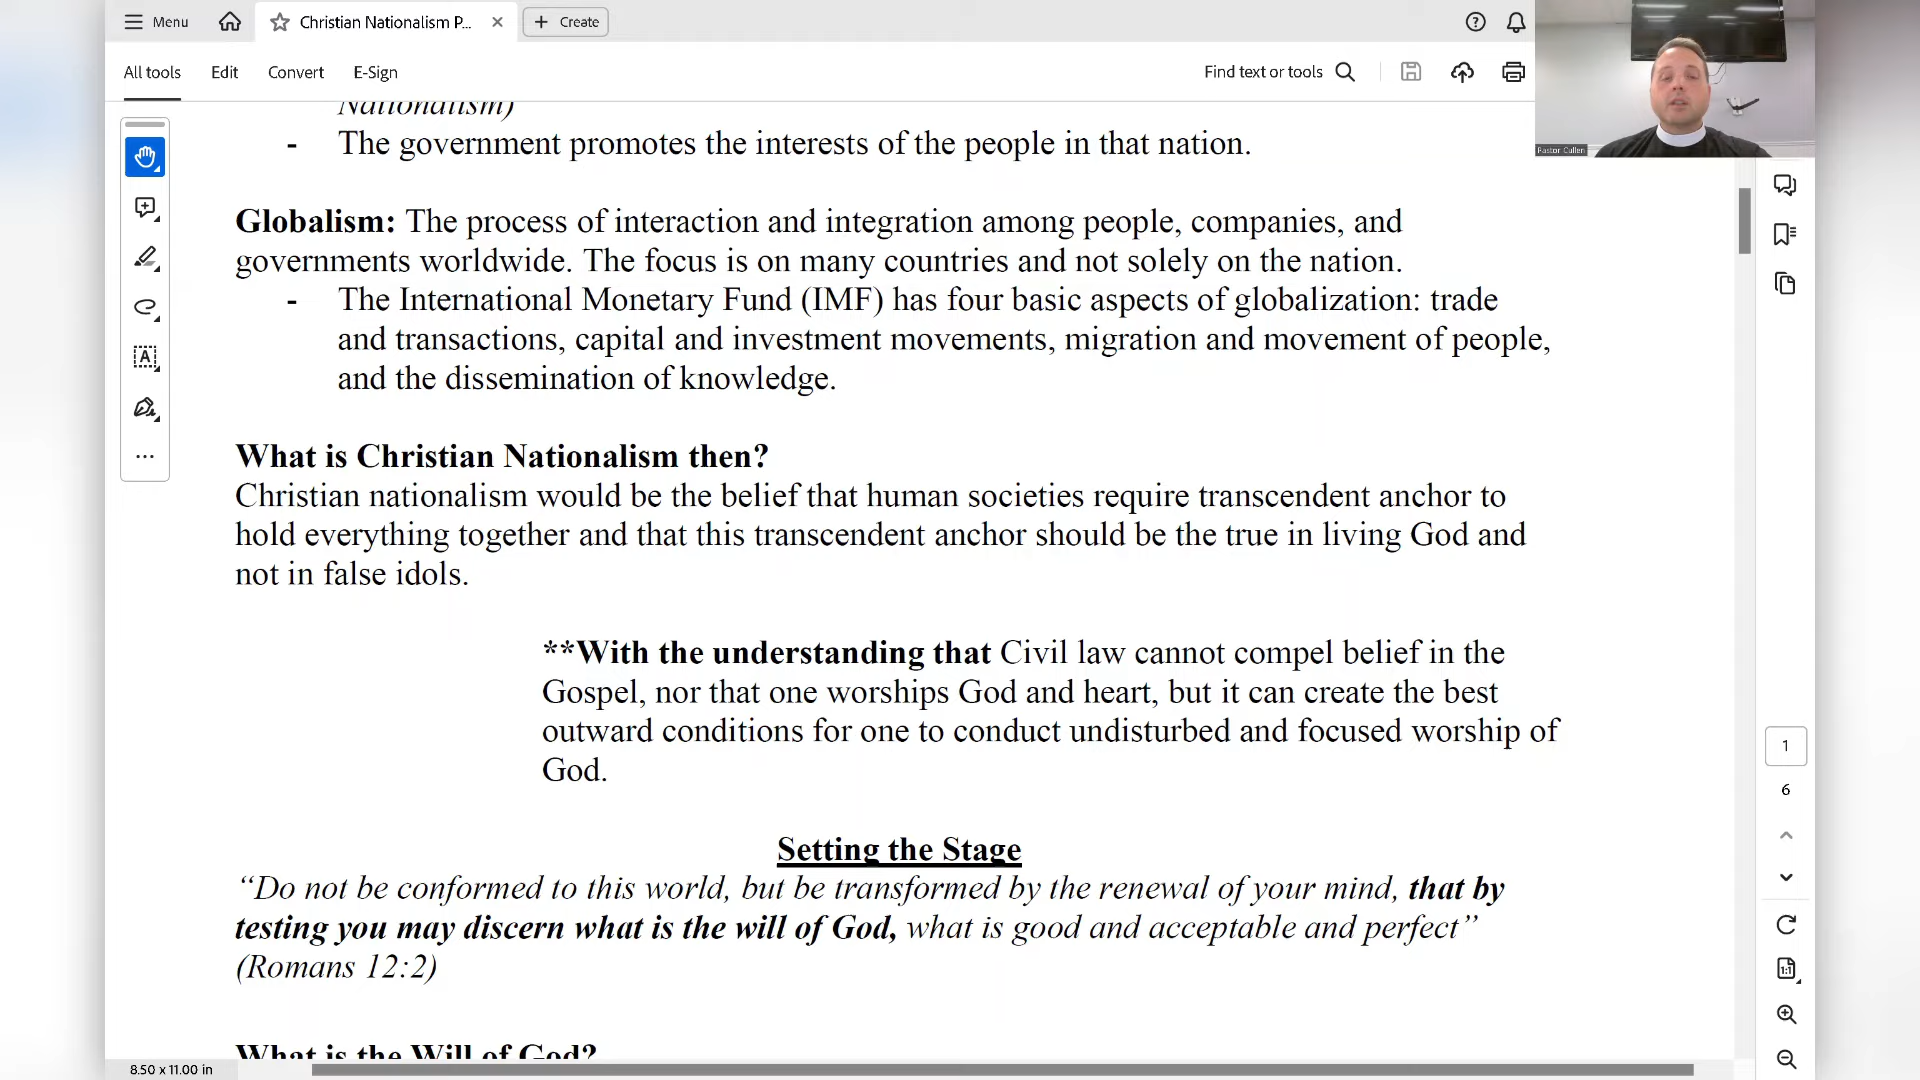 Menu
Christian Nationalism P...
Create
All tools
Edit
Convert
E-Sign
Find text or tools
Pastor Cullen
Nationalism)
- The government promotes the interests of the people in that nation.
Globalism: The process of interaction and integration among people, companies, and
governments worldwide. The focus is on many countries and not solely on the nation.
- The International Monetary Fund (IMF) has four basic aspects of globalization: trade
and transactions, capital and investment movements, migration and movement of people,
and the dissemination of knowledge.
What is Christian Nationalism then?
Christian nationalism would be the belief that human societies require transcendent anchor to
hold everything together and that this transcendent anchor should be the true in living God and
not in false idols.
**With the understanding that Civil law cannot compel belief in the
Gospel, nor that one worships God and heart, but it can create the best
outward conditions for one to conduct undisturbed and focused worship of
God.
Setting the Stage
“Do not be conformed to this world, but be transformed by the renewal of your mind, that by
testing you may discern what is the will of God, what is good and acceptable and perfect”
(Romans 12:2)
What is the Will of God?
1
6
8.50 x 11.00 in